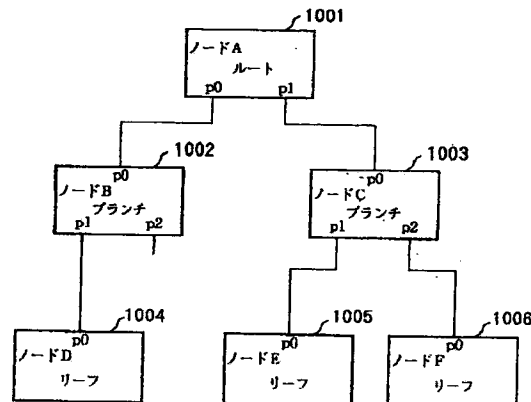 1001
ノードA
ルート
p0 p1
1002
p0
ノードB
ブランチ
p1 p2
1003
p0
ノードC
ブランチ
p1 p2
1004
p0
ノードD
リーフ
1005
p0
ノードE
リーフ
1006
p0
ノードF
リーフ